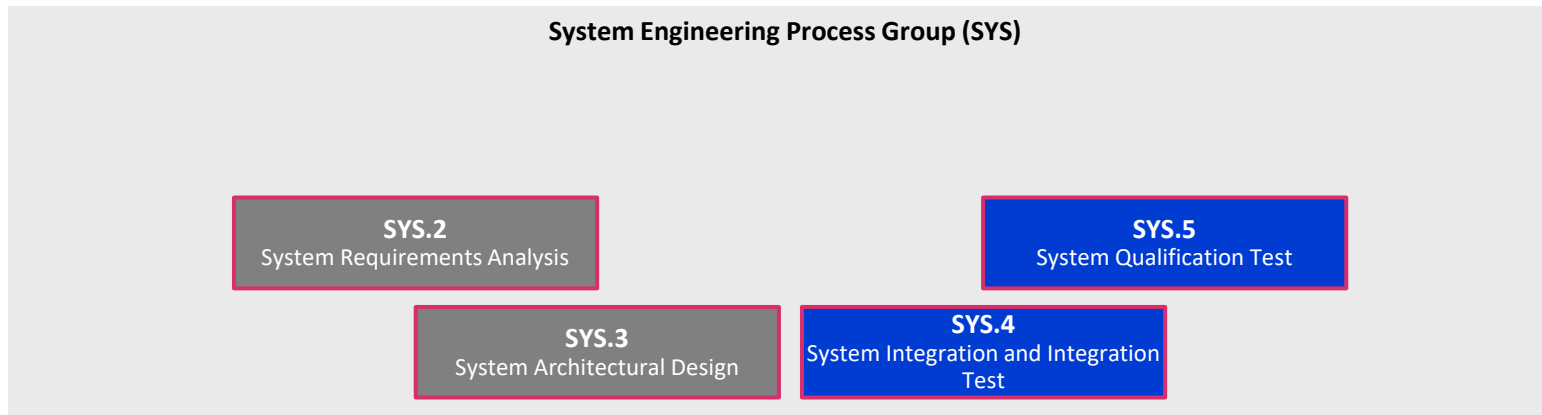 System Engineering Process Group (SYS)
SYS.2
System Requirements Analysis
SYS.5
System Qualification Test
SYS.3
System Architectural Design
SYS.4
System Integration and Integration
Test